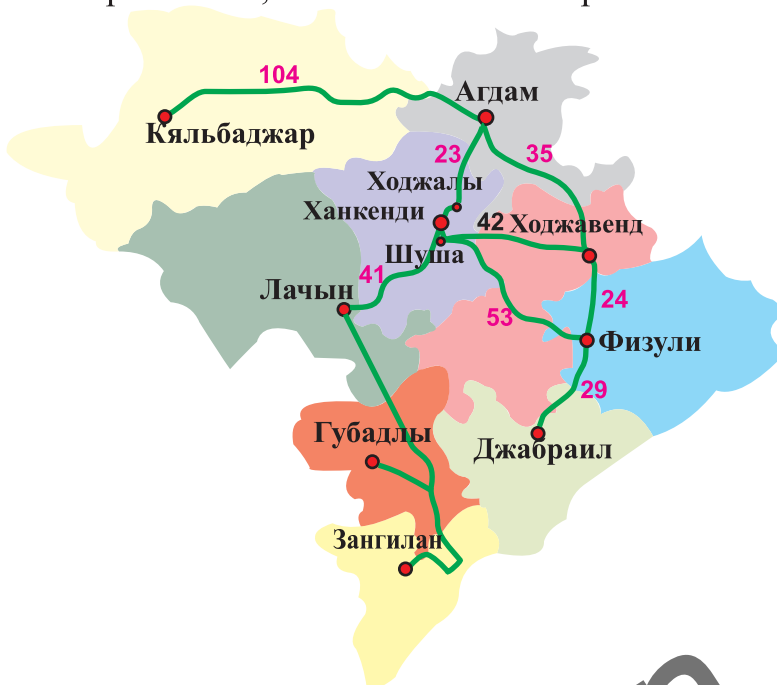 104
Агдам
Кяльбаджар
23
35
Ходжалы
Ханкенди
42
Ходжавенд
Шуша
41
Лачын
24
53
Физули
29
Губадлы
Джабраил
Зангилан